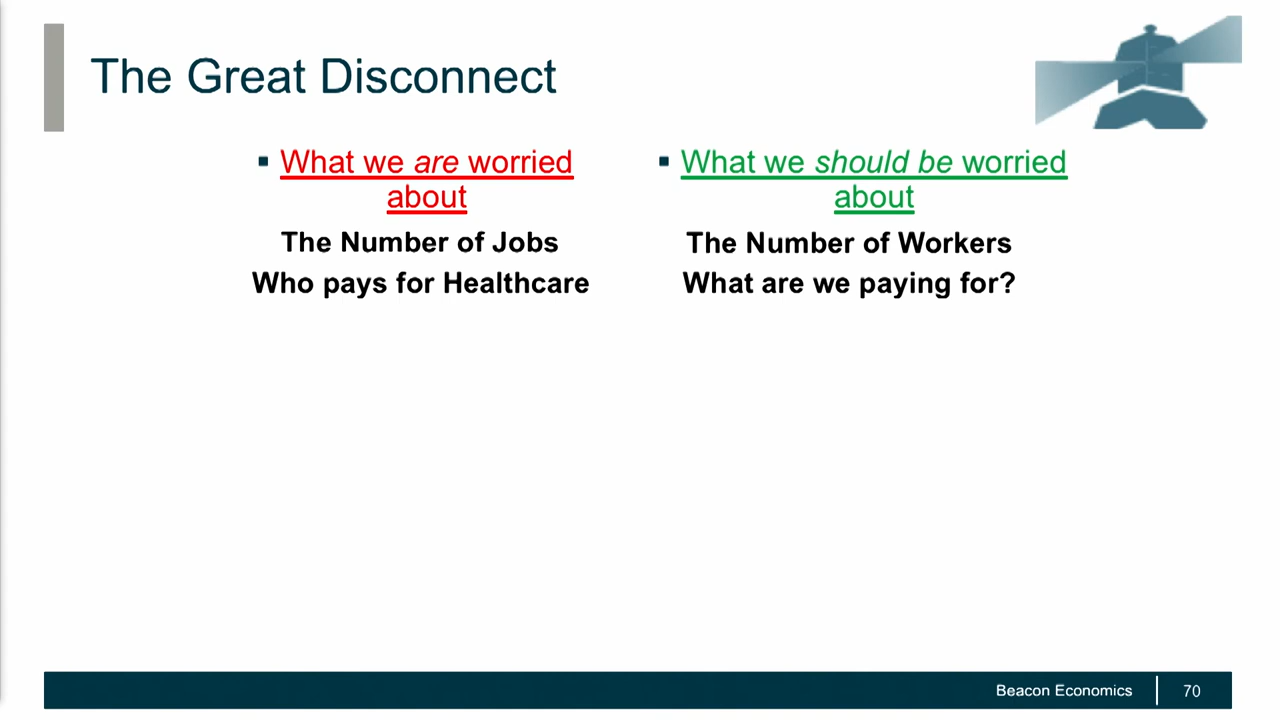 The Great Disconnect
▪ What we are worried
about
The Number of Jobs
Who pays for Healthcare
▪ What we should be worried
about
The Number of Workers
What are we paying for?
Beacon Economics
70